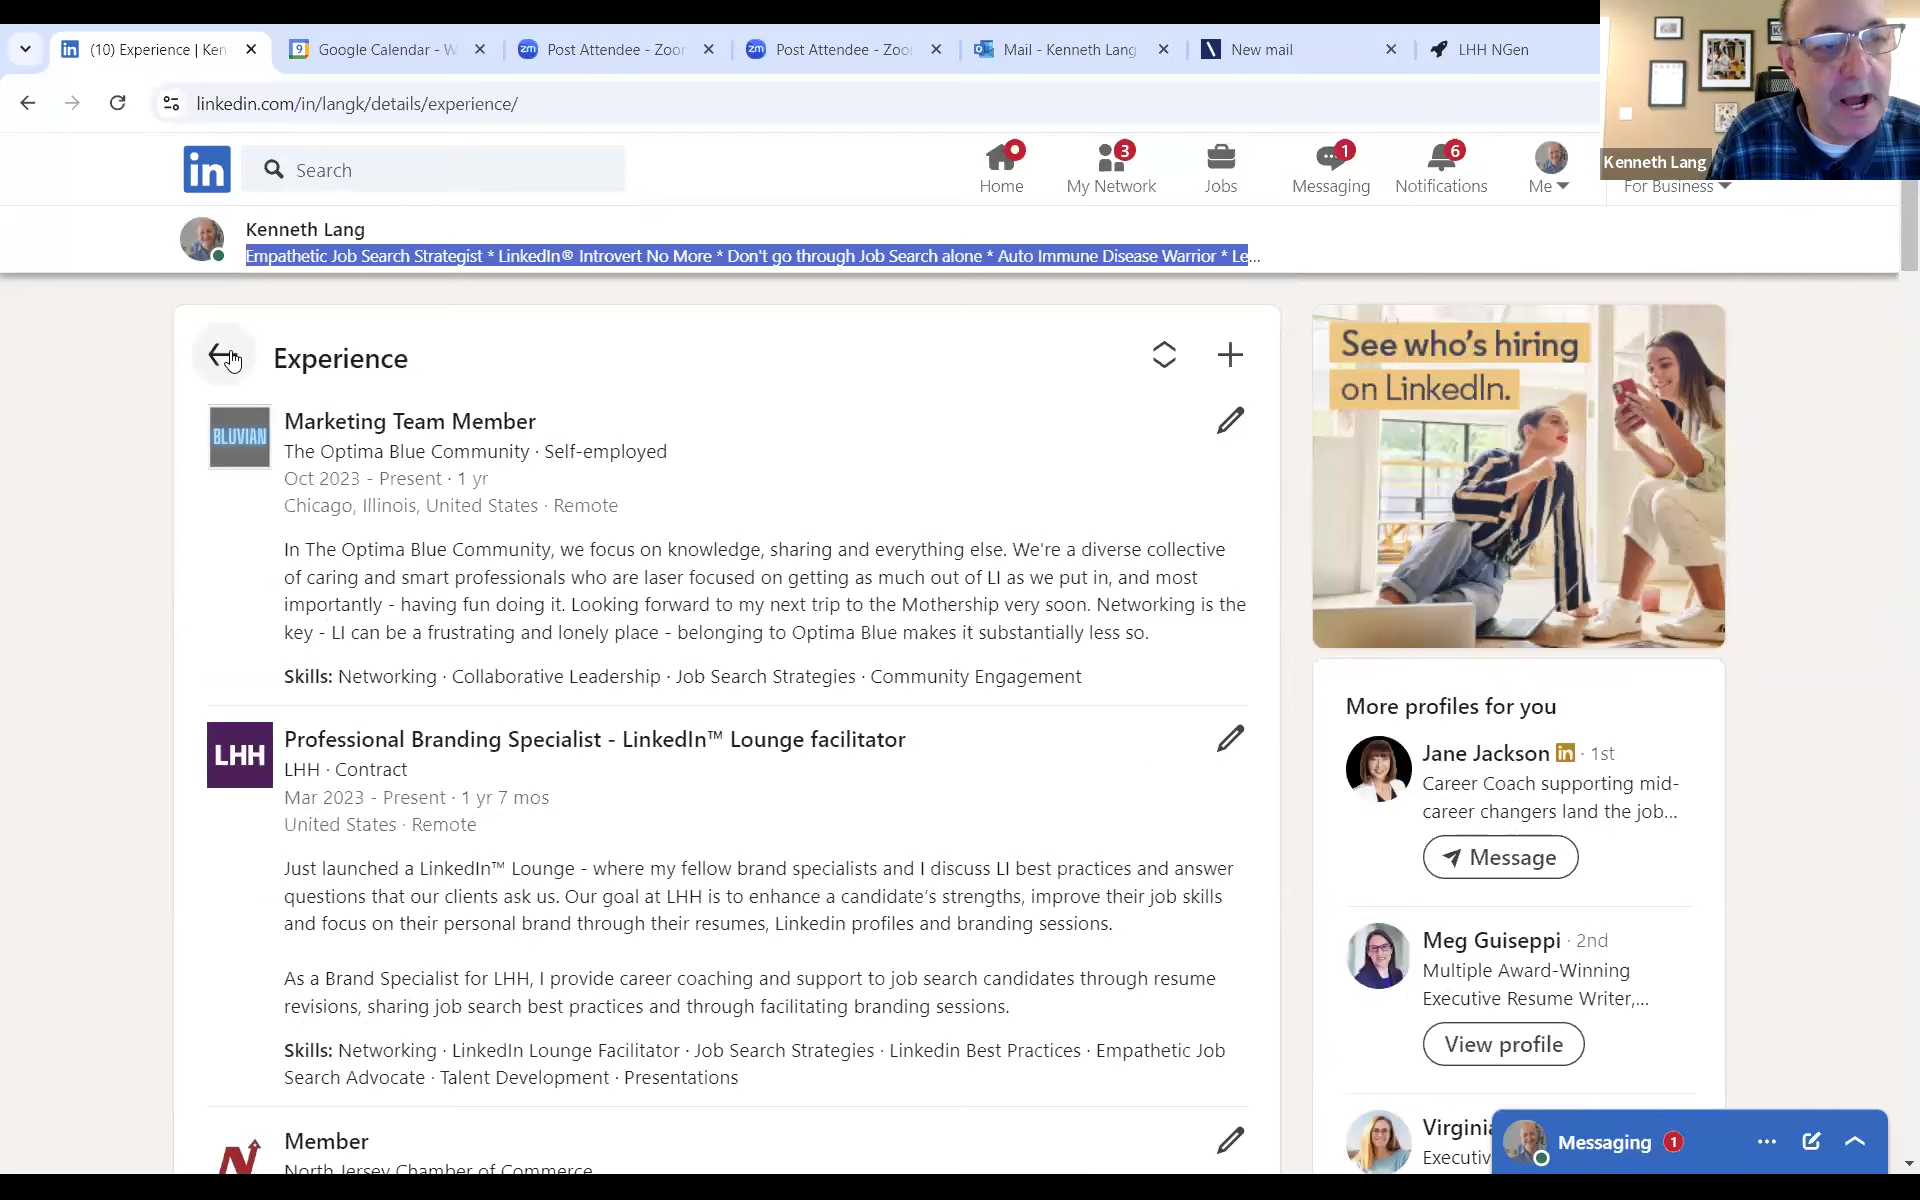 (10) Experience | Ken
Google Calendar - W
Post Attendee - Zoor
Post Attendee - Zoo
Mail - Kenneth Lang
New mail
LHH NGen
linkedin.com/in/langk/details/experience/
Kenneth Lang
in
Search
Home
3
My Network
Jobs
1
Messaging
6
Notifications
Me
For Business
Kenneth Lang
Empathetic Job Search Strategist * LinkedIn® Introvert No More * Don't go through Job Search alone * Auto Immune Disease Warrior * Le...
Experience
BLUVIAN
Marketing Team Member
The Optima Blue Community · Self-employed
Oct 2023 - Present · 1 yr
Chicago, Illinois, United States · Remote
In The Optima Blue Community, we focus on knowledge, sharing and everything else. We're a diverse collective
of caring and smart professionals who are laser focused on getting as much out of LI as we put in, and most
importantly - having fun doing it. Looking forward to my next trip to the Mothership very soon. Networking is the
key - LI can be a frustrating and lonely place - belonging to Optima Blue makes it substantially less so.
Skills: Networking · Collaborative Leadership · Job Search Strategies · Community Engagement
LHH
Professional Branding Specialist - LinkedIn™ Lounge facilitator
LHH · Contract
Mar 2023 - Present · 1 yr 7 mos
United States · Remote
Just launched a LinkedIn™ Lounge - where my fellow brand specialists and I discuss LI best practices and answer
questions that our clients ask us. Our goal at LHH is to enhance a candidate's strengths, improve their job skills
and focus on their personal brand through their resumes, Linkedin profiles and branding sessions.
As a Brand Specialist for LHH, I provide career coaching and support to job search candidates through resume
revisions, sharing job search best practices and through facilitating branding sessions.
Skills: Networking · LinkedIn Lounge Facilitator · Job Search Strategies · Linkedin Best Practices · Empathetic Job
Search Advocate · Talent Development · Presentations
Member
North Jersey Chamber of Commerce
See who's hiring
on LinkedIn.
More profiles for you
Jane Jackson in · 1st
Career Coach supporting mid-
career changers land the job...
Message
Meg Guiseppi · 2nd
Multiple Award-Winning
Executive Resume Writer,...
View profile
Virginia
Executiv
Messaging 1